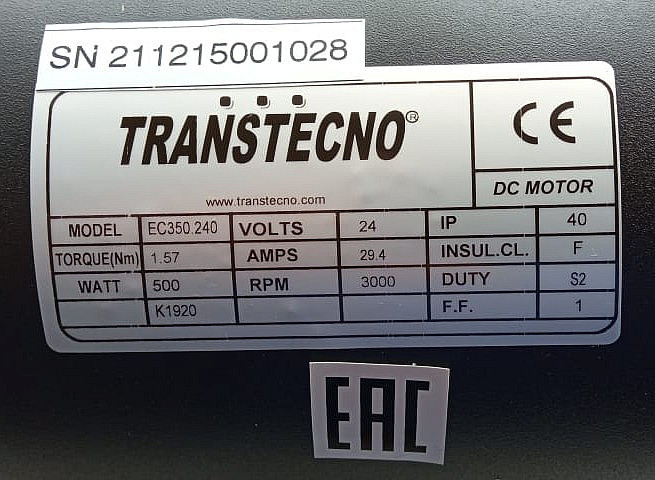 SN 211215001028
TRANSTECNO®
CE
www.transtecno.com
DC MOTOR
MODEL EC350.240 VOLTS 24 IP 40
TORQUE(Nm) 1.57 AMPS 29.4 INSUL.CL. F
WATT 500 RPM 3000 DUTY S2
K1920 F.F. 1
EAC